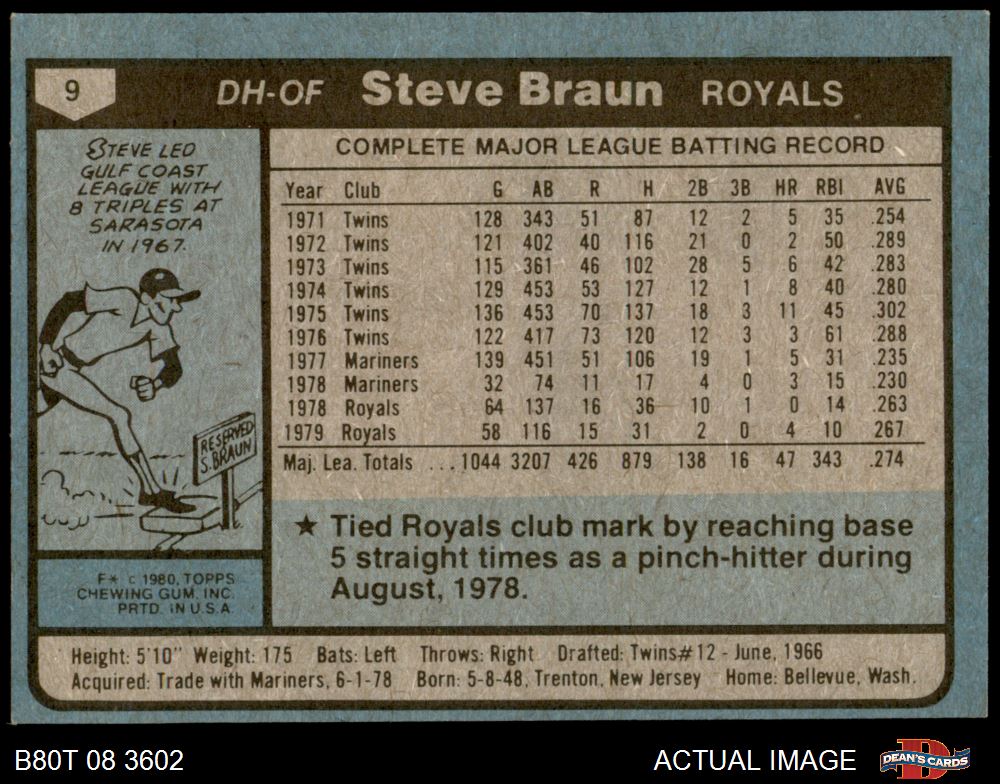 9 DH-OF Steve Braun ROYALS
STEVE LED
GULF COAST
LEAGUE WITH
8 TRIPLES AT
SARASOTA
IN 1967.
RESERVED
S. BRAUN
F* © 1980, TOPPS
CHEWING GUM, INC.
PRTD. IN U.S.A.
COMPLETE MAJOR LEAGUE BATTING RECORD
Year Club G AB R H 2B 3B HR RBI AVG
1971 Twins 128 343 51 87 12 2 5 35 .254
1972 Twins 121 402 40 116 21 0 2 50 .289
1973 Twins 115 361 46 102 28 5 6 42 .283
1974 Twins 129 453 53 127 12 1 8 40 .280
1975 Twins 136 453 70 137 18 3 11 45 .302
1976 Twins 122 417 73 120 12 3 3 61 .288
1977 Mariners 139 451 51 106 19 1 5 31 .235
1978 Mariners 32 74 11 17 4 0 3 15 .230
1978 Royals 64 137 16 36 10 1 0 14 .263
1979 Royals 58 116 15 31 2 0 4 10 .267
Maj. Lea. Totals ...1044 3207 426 879 138 16 47 343 .274
★ Tied Royals club mark by reaching base
5 straight times as a pinch-hitter during
August, 1978.
Height: 5'10" Weight: 175 Bats: Left Throws: Right Drafted: Twins#12 - June, 1966
Acquired: Trade with Mariners, 6-1-78 Born: 5-8-48, Trenton, New Jersey Home: Bellevue, Wash.
B80T 08 3602 ACTUAL IMAGE DEAN'S CARDS